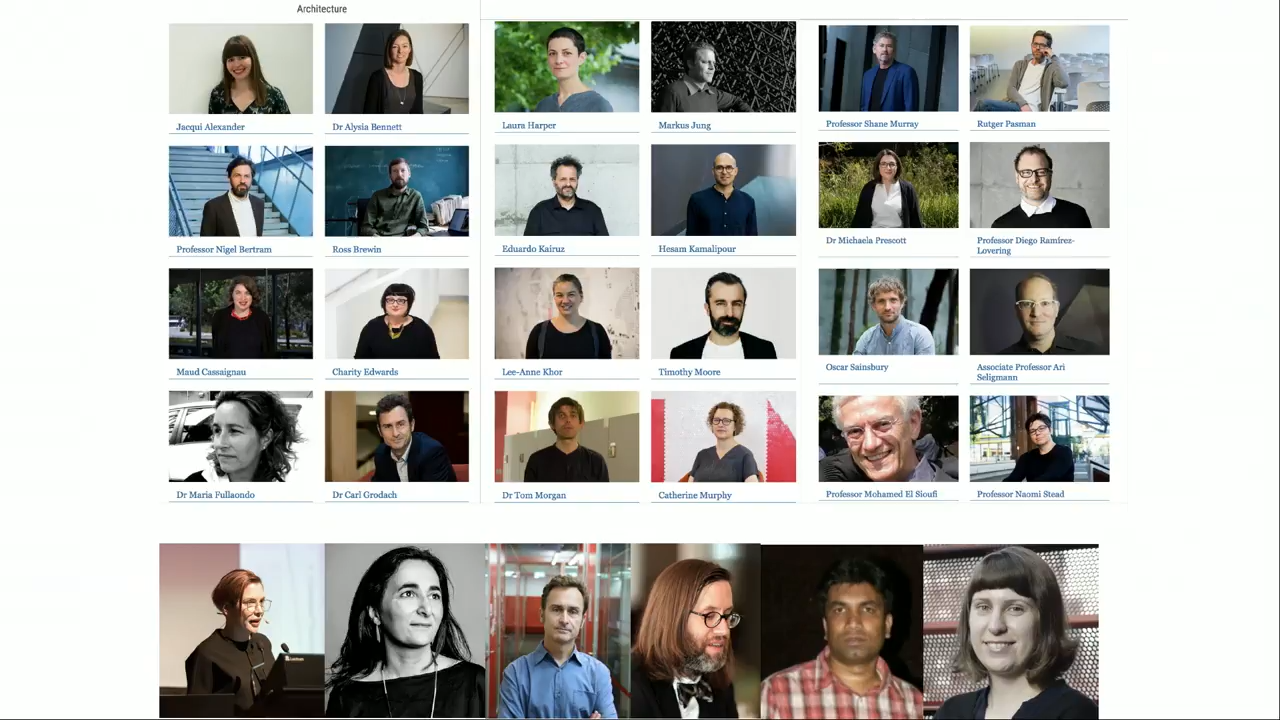 Architecture
Jacqui Alexander
Dr Alysia Bennett
Laura Harper
Markus Jung
Professor Shane Murray
Rutger Pasman
Professor Nigel Bertram
Ross Brewin
Eduardo Kairuz
Hesam Kamalipour
Dr Michaela Prescott
Professor Diego Ramírez-
Lovering
Maud Cassaignau
Charity Edwards
Lee-Anne Khor
Timothy Moore
Oscar Sainsbury
Associate Professor Ari
Seligmann
Dr Maria Fullaondo
Dr Carl Grodach
Dr Tom Morgan
Catherine Murphy
Professor Mohamed El Sioufi
Professor Naomi Stead